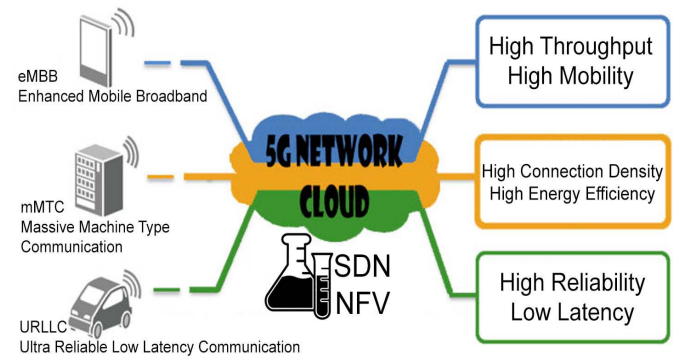 eMBB
Enhanced Mobile Broadband
mMTC
Massive Machine Type
Communication
URLLC
Ultra Reliable Low Latency Communication
5G NETWORK
CLOUD
SDN
NFV
High Throughput
High Mobility
High Connection Density
High Energy Efficiency
High Reliability
Low Latency